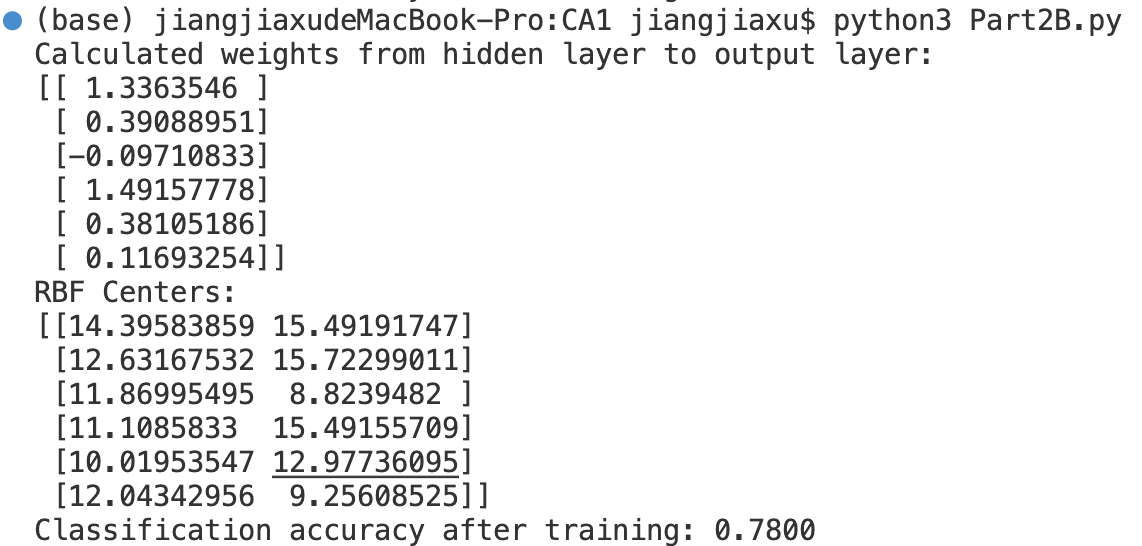 (base) jiangjiaxudeMacBook-Pro:CA1 jiangjiaxu$ python3 Part2B.py
Calculated weights from hidden layer to output layer:
[[ 1.3363546 ]
 [ 0.39088951]
 [-0.09710833]
 [ 1.49157778]
 [ 0.38105186]
 [ 0.11693254]]
RBF Centers:
[[14.39583859 15.49191747]
 [12.63167532 15.72299011]
 [11.86995495  8.8239482 ]
 [11.1085833  15.49155709]
 [10.01953547 12.97736095]
 [12.04342956  9.25608525]]
Classification accuracy after training: 0.7800